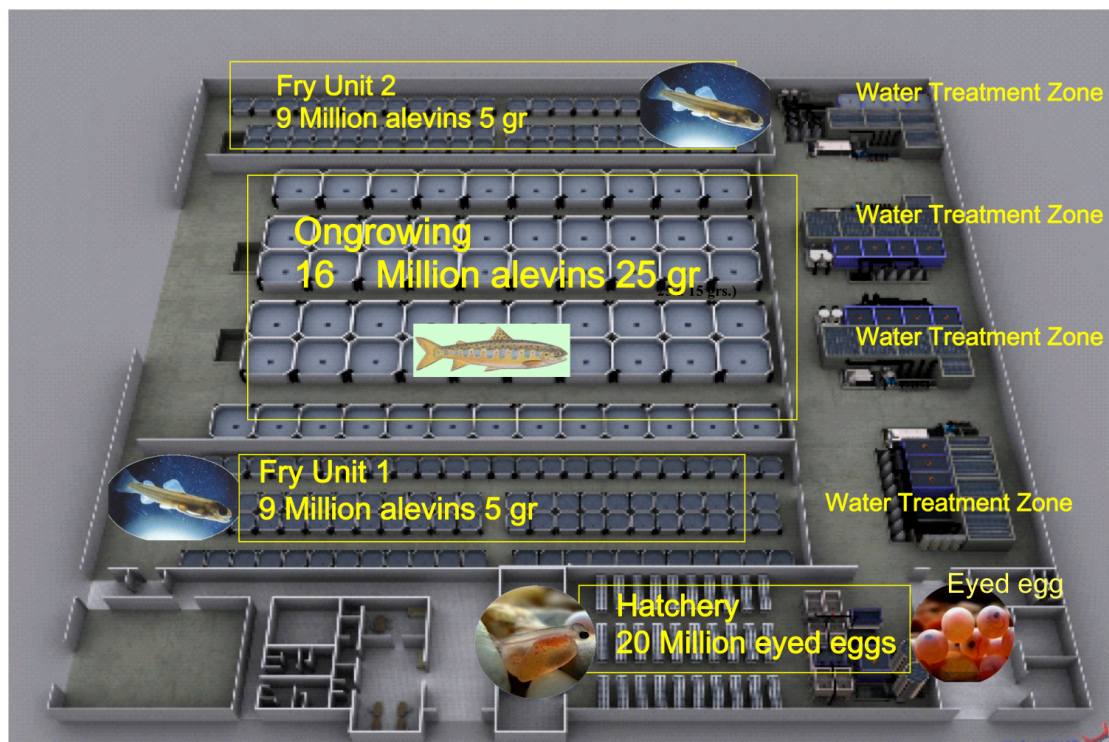 Fry Unit 2
9 Million alevins 5 gr
Water Treatment Zone
Water Treatment Zone
Ongrowing
16 Million alevins 25 gr
15 grs.)
Water Treatment Zone
Fry Unit 1
9 Million alevins 5 gr
Water Treatment Zone
Eyed egg
Hatchery
20 Million eyed eggs